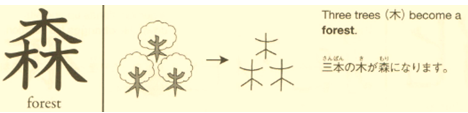 森
forest
Three trees (木) become a
forest.
さんぼん き もり
三本の木が森になります。